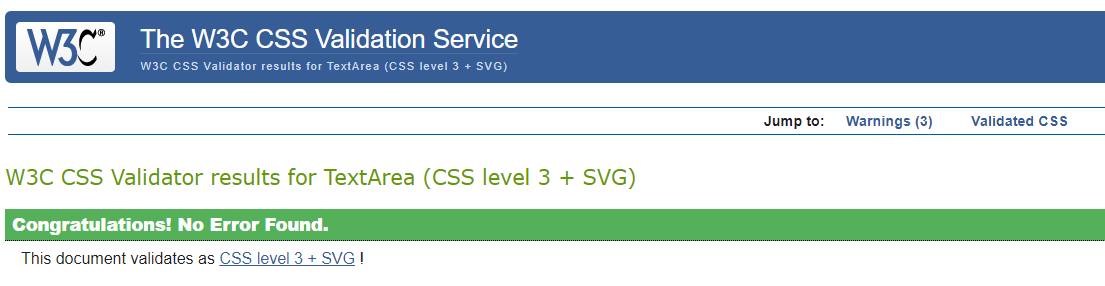 W3C®
The W3C CSS Validation Service
W3C CSS Validator results for TextArea (CSS level 3 + SVG)
Jump to: Warnings (3) Validated CSS
W3C CSS Validator results for TextArea (CSS level 3 + SVG)
Congratulations! No Error Found.
This document validates as CSS level 3 + SVG !